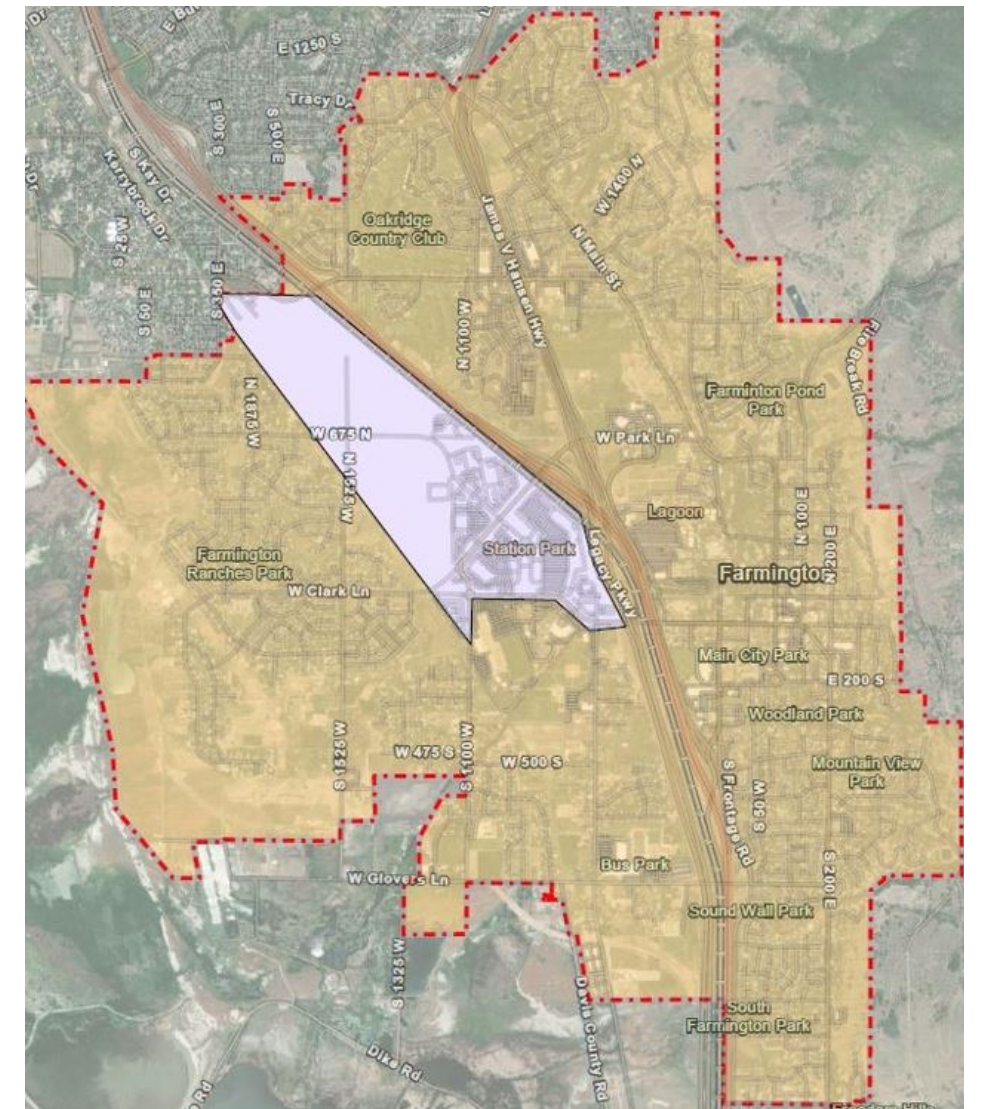 E 1250 S
Tracy Dr
S 300 E
S 500 E
S Kay Dr
Kerrybrook Dr
S 25 W
S 50 E
S 350 E
Oakridge
Country Club
James V Hansen Hwy
N Main St
W 1400 N
N 1100 W
Fire Break Rd
Farminton Pond
Park
N 1875 W
W 675 N
N 1525 W
W Park Ln
Lagoon
N 100 E
N 200 E
Station Park
Legacy Pkwy
Farmington
Farmington
Ranches Park
W Clark Ln
Main City Park
E 200 S
Woodland Park
Mountain View
Park
S 1525 W
W 475 S
S 1100 W
W 500 S
S Frontage Rd
S 50 W
S 200 E
Bus Park
W Glovers Ln
Sound Wall Park
S 1325 W
Davis County Rd
South
Farmington Park
Dike Rd
Rd